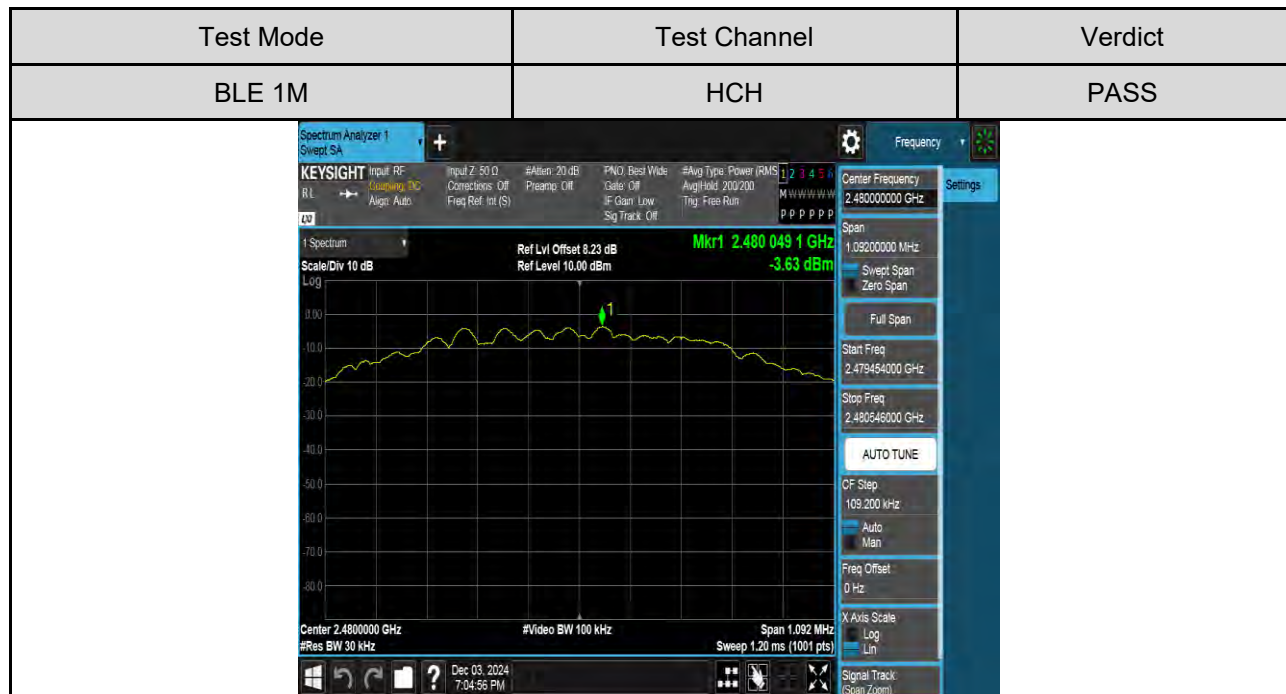 Test Mode Test Channel Verdict
BLE 1M HCH PASS
Spectrum Analyzer 1
Swept SA
+
Frequency
KEYSIGHT Input: RF Input Z: 50 Ω #Atten: 20 dB PNO: Best Wide #Avg Type: Power (RMS 1 2 3 4 5 6
RL Coupling: DC Corrections: Off Preamp: Off Gate: Off Avg|Hold: 200/200 M W W W W W
Align: Auto Freq Ref: Int (S) IF Gain: Low Trig: Free Run
Sig Track: Off P P P P P P
Settings
1 Spectrum
Scale/Div 10 dB
Log
Ref Lvl Offset 8.23 dB
Ref Level 10.00 dBm
Mkr1 2.480 049 1 GHz
-3.63 dBm
1
0.00
-10.0
-20.0
-30.0
-40.0
-50.0
-60.0
-70.0
-80.0
Center 2.4800000 GHz #Video BW 100 kHz Span 1.092 MHz
#Res BW 30 kHz Sweep 1.20 ms (1001 pts)
?
Dec 03, 2024
7:04:56 PM
Center Frequency
2.480000000 GHz
Span
1.09200000 MHz
Swept Span
Zero Span
Full Span
Start Freq
2.479454000 GHz
Stop Freq
2.480546000 GHz
AUTO TUNE
CF Step
109.200 kHz
Auto
Man
Freq Offset
0 Hz
X Axis Scale
Log
Lin
Signal Track
(Span Zoom)